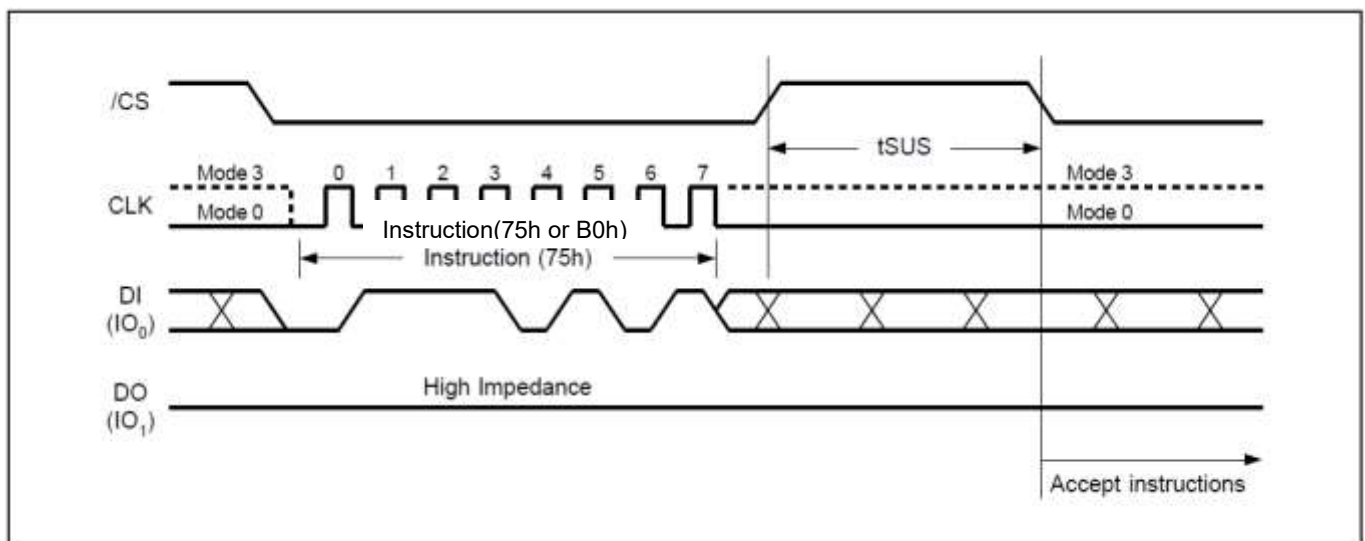 /CS
tSUS
Mode 3 0 1 2 3 4 5 6 7 Mode 3
CLK
Mode 0 Mode 0
Instruction(75h or B0h)
Instruction (75h)
DI
(IO₀)
DO High Impedance
(IO₁)
Accept instructions